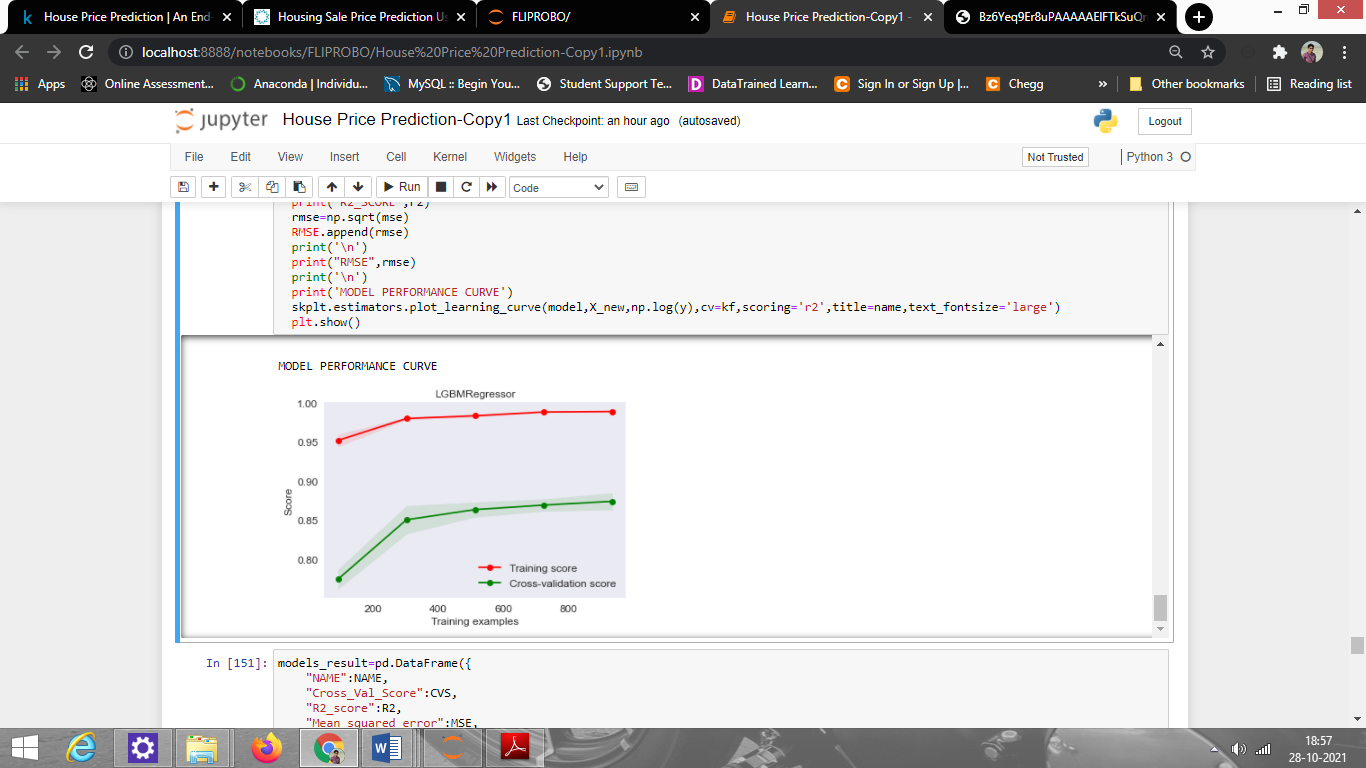 House Price Prediction | An End
Housing Sale Price Prediction Us
FLIPROBO/
House Price Prediction-Copy1 -
Bz6Yeq9Er8uPAAAAAElFTkSuQm
localhost:8888/notebooks/FLIPROBO/House%20Price%20Prediction-Copy1.ipynb
Apps
Online Assessment...
Anaconda | Individu...
MySQL :: Begin You...
Student Support Te...
DataTrained Learn...
Sign In or Sign Up |...
Chegg
»
Other bookmarks
Reading list
jupyter House Price Prediction-Copy1 Last Checkpoint: an hour ago (autosaved)
Logout
File Edit View Insert Cell Kernel Widgets Help
Not Trusted
Python 3
Run
Code
print("R2_SCORE",r2)
rmse=np.sqrt(mse)
RMSE.append(rmse)
print('\n')
print("RMSE",rmse)
print('\n')
print('MODEL PERFORMANCE CURVE')
skplt.estimators.plot_learning_curve(model,X_new,np.log(y),cv=kf,scoring='r2',title=name,text_fontsize='large')
plt.show()
MODEL PERFORMANCE CURVE
LGBMRegressor
1.00
0.95
0.90
0.85
0.80
Score
Training score
Cross-validation score
200 400 600 800
Training examples
In [151]:
models_result=pd.DataFrame({
"NAME":NAME,
"Cross_Val_Score":CVS,
"R2_score":R2,
"Mean_squared_error":MSE,
18:57
28-10-2021